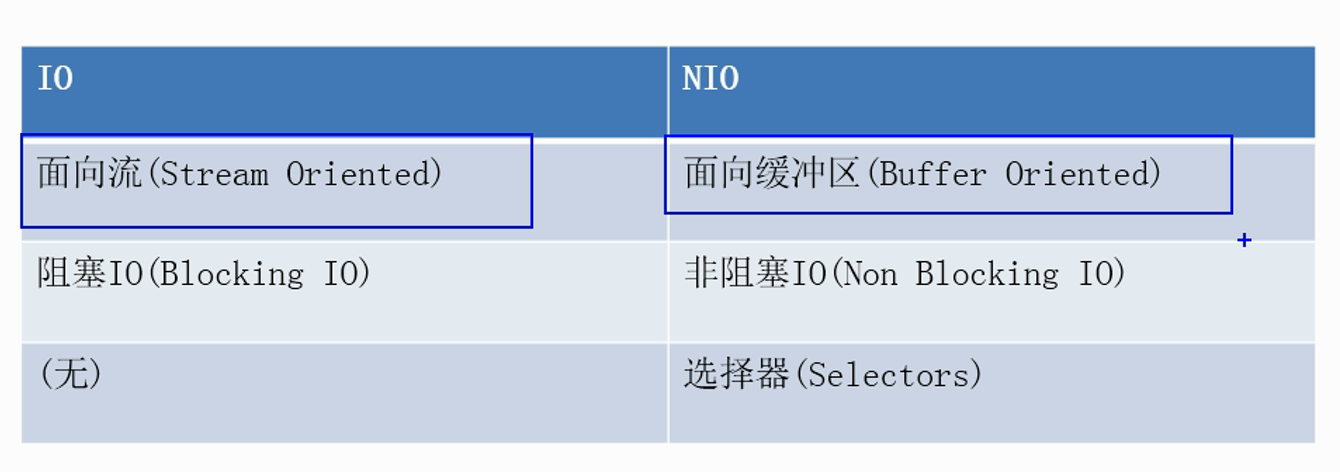 IO
NIO
面向流(Stream Oriented)
面向缓冲区(Buffer Oriented)
阻塞IO(Blocking IO)
非阻塞IO(Non Blocking IO)
(无)
选择器(Selectors)